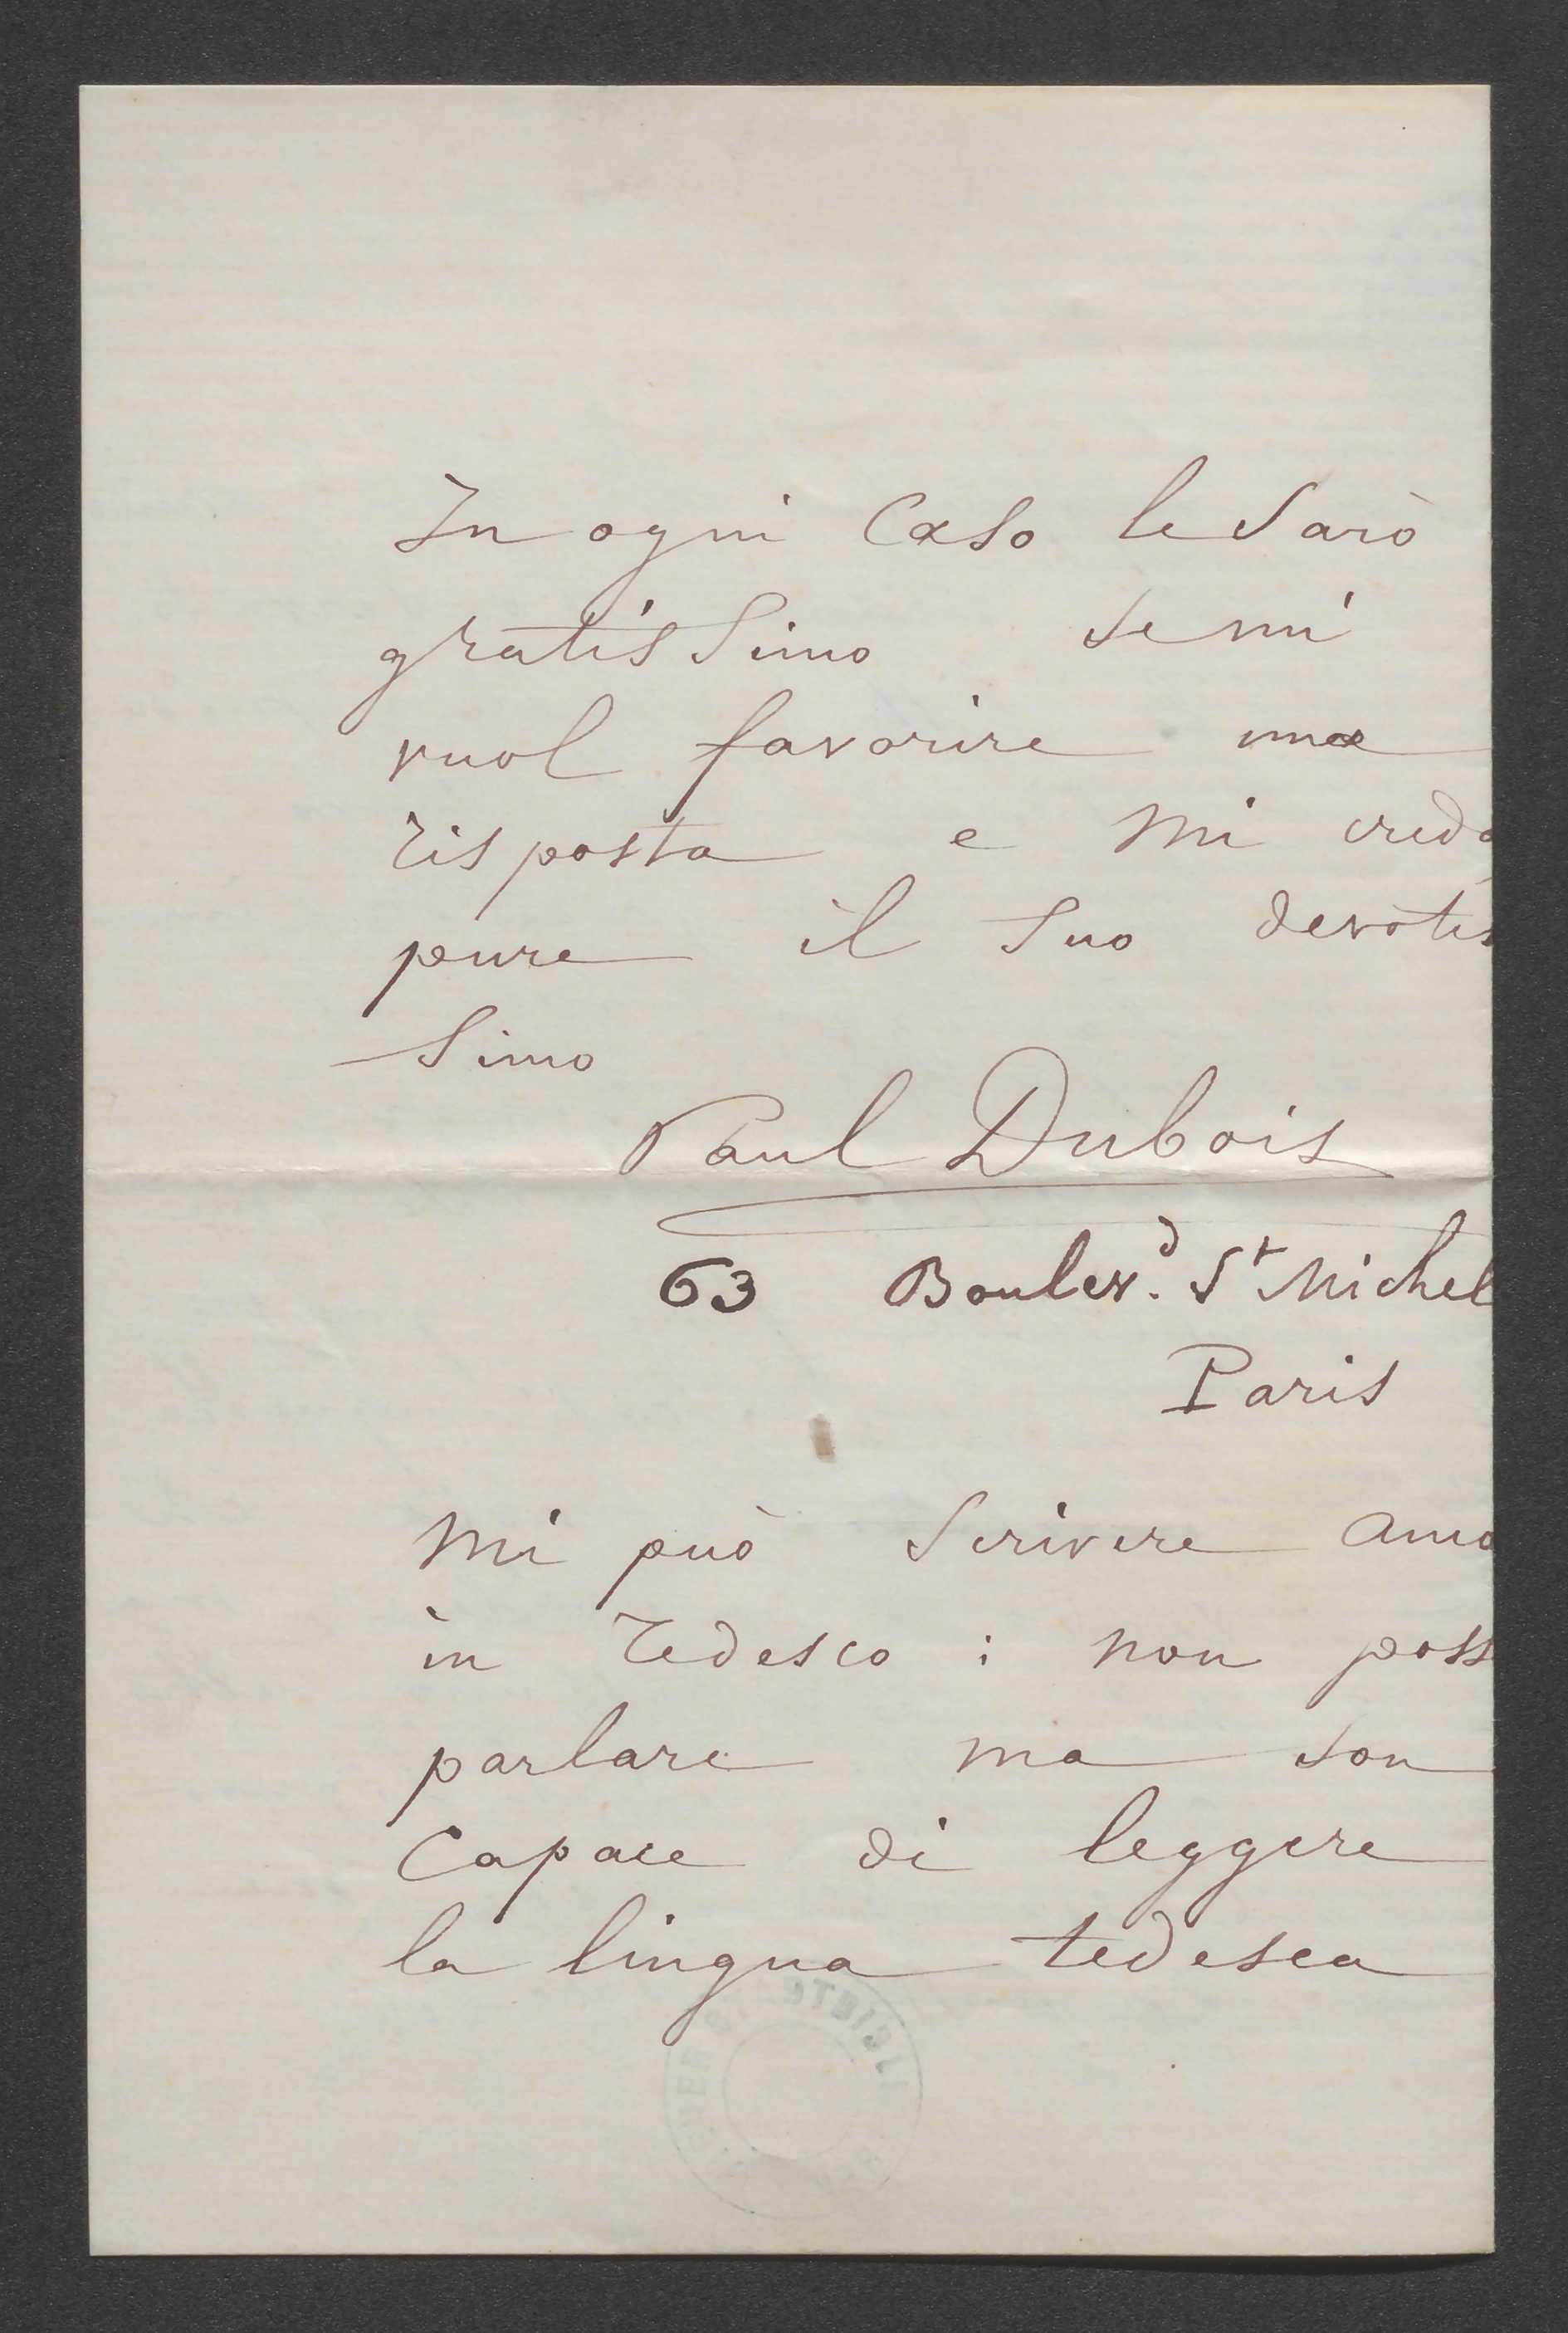 In ogni Caso le Sarò
gratissimo se mi
vuol favorire una
risposta e mi creda
pure il Suo devotis
Simo
Paul Dubois
63 Boulev.d St Michel
Paris
Mi può Scrivere
in Tedesco : non poss
parlare ma son
Capace di leggere
la lingua tedesca